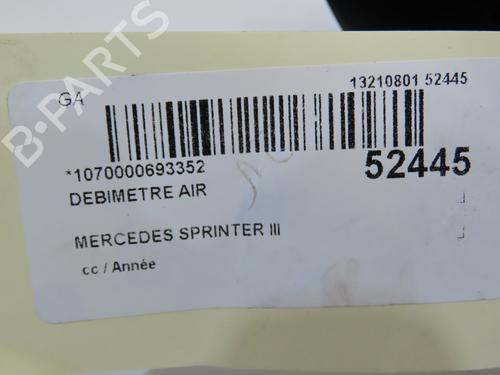 B-PARTS
GA
13210801 52445
*1070000693352
52445
DEBIMETRE AIR
MERCEDES SPRINTER III
cc / Année